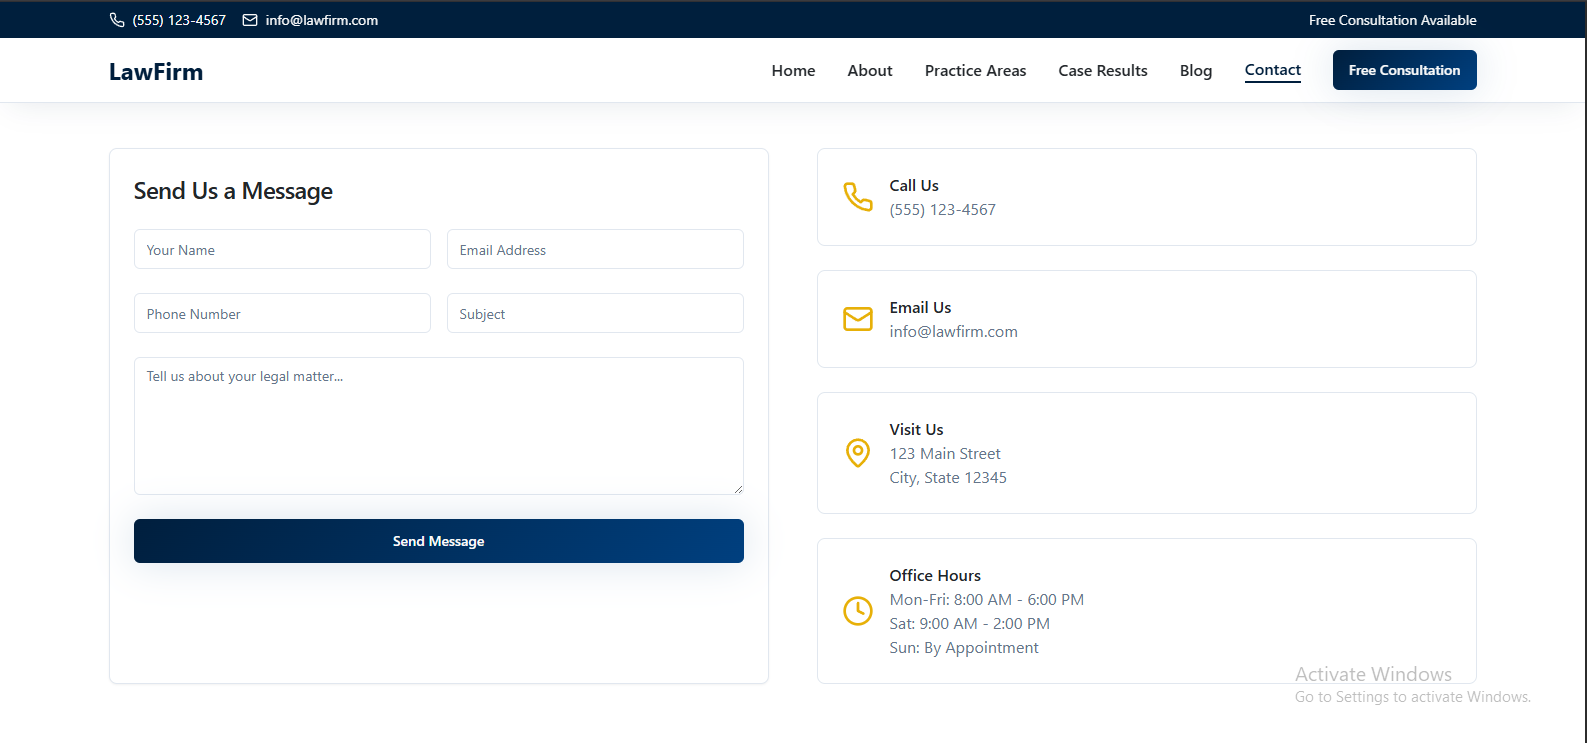 (555) 123-4567 info@lawfirm.com Free Consultation Available
LawFirm Home About Practice Areas Case Results Blog Contact Free Consultation
Send Us a Message
Your Name Email Address
Phone Number Subject
Tell us about your legal matter...
Send Message
Call Us
(555) 123-4567
Email Us
info@lawfirm.com
Visit Us
123 Main Street
City, State 12345
Office Hours
Mon-Fri: 8:00 AM - 6:00 PM
Sat: 9:00 AM - 2:00 PM
Sun: By Appointment
Activate Windows
Go to Settings to activate Windows.